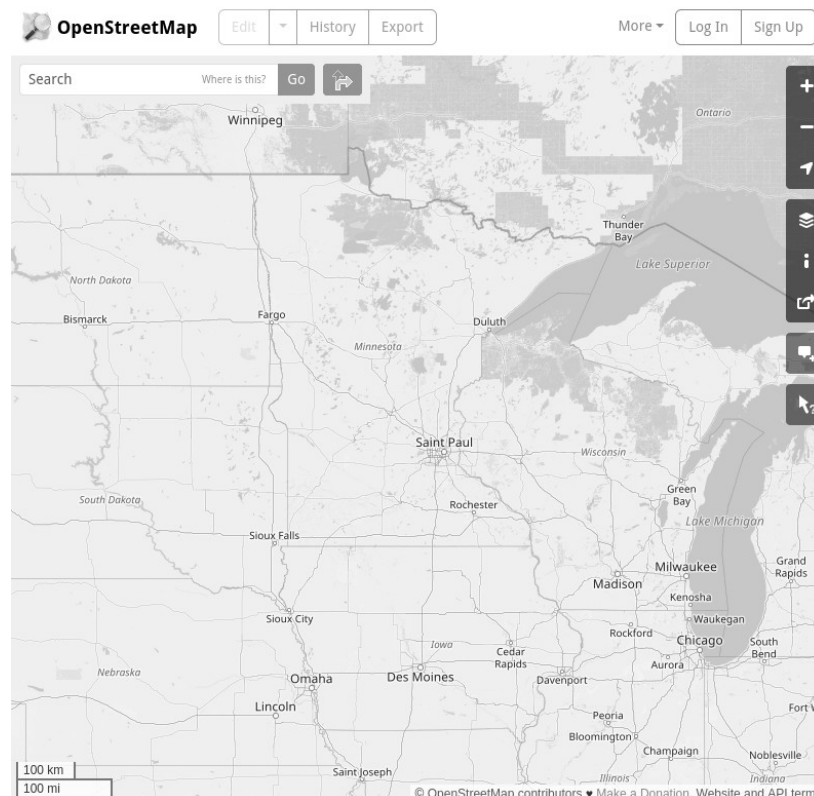 OpenStreetMap
Edit
History
Export
More
Log In
Sign Up
Search
Where is this?
Go
Winnipeg
Ontario
Thunder
Bay
Lake Superior
North Dakota
Bismarck
Fargo
Duluth
Minnesota
Saint Paul
Wisconsin
Green
Bay
South Dakota
Rochester
Lake Michigan
Sioux Falls
Grand
Rapids
Milwaukee
Madison
Kenosha
Sioux City
Waukegan
Rockford
Iowa
Chicago
South
Bend
Cedar
Rapids
Aurora
Nebraska
Omaha
Des Moines
Davenport
Lincoln
Fort W
Peoria
Bloomington
Champaign
Noblesville
Saint Joseph
Illinois
Indiana
100 km
100 mi
© OpenStreetMap contributors ♥ Make a Donation. Website and API term